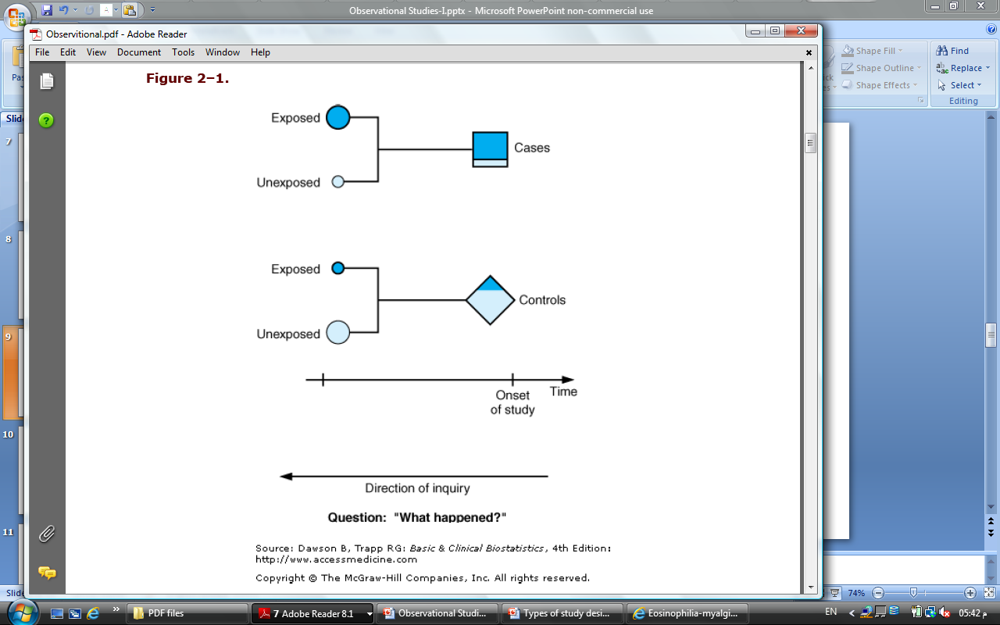 Observational Studies-I.pptx - Microsoft PowerPoint non-commercial use
Observitional.pdf - Adobe Reader
File Edit View Document Tools Window Help
Shape Fill
Shape Outline
Shape Effects
Find
Replace
Select
Editing
7
8
9
10
11
Figure 2–1.
Exposed
Cases
Unexposed
Exposed
Controls
Unexposed
Time
Onset
of study
Direction of inquiry
Question: "What happened?"
Source: Dawson B, Trapp RG: Basic & Clinical Biostatistics, 4th Edition:
http://www.accessmedicine.com
Copyright © The McGraw-Hill Companies, Inc. All rights reserved.
74%
PDF files
7 Adobe Reader 8.1
Observational Studi...
Types of study desi...
Eosinophilia-myalgi...
EN
05:42 م